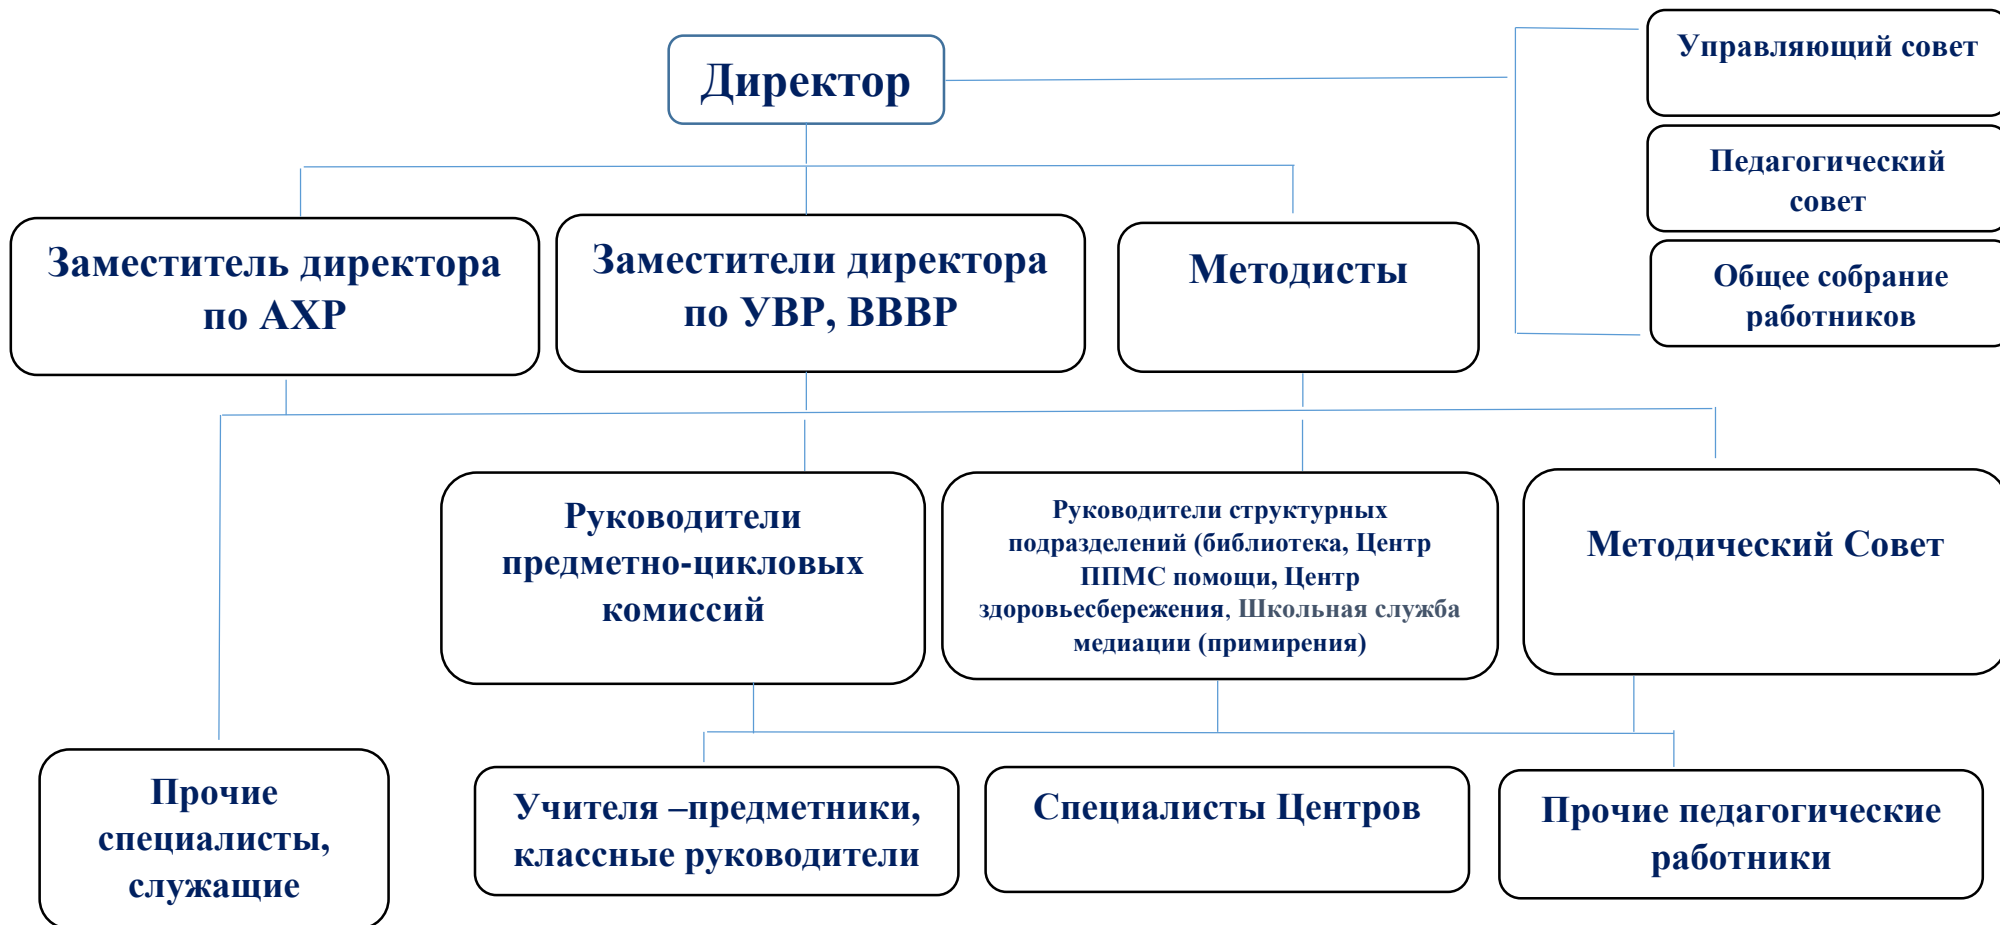 Директор
Управляющий совет
Педагогический
совет
Общее собрание
работников
Заместитель директора
по АХР
Заместители директора
по УВР, ВВВР
Методисты
Руководители
предметно-цикловых
комиссий
Руководители структурных
подразделений (библиотека, Центр
ППМС помощи, Центр
здоровьесбережения, Школьная служба
медиации (примирения)
Методический Совет
Прочие
специалисты,
служащие
Учителя –предметники,
классные руководители
Специалисты Центров
Прочие педагогические
работники